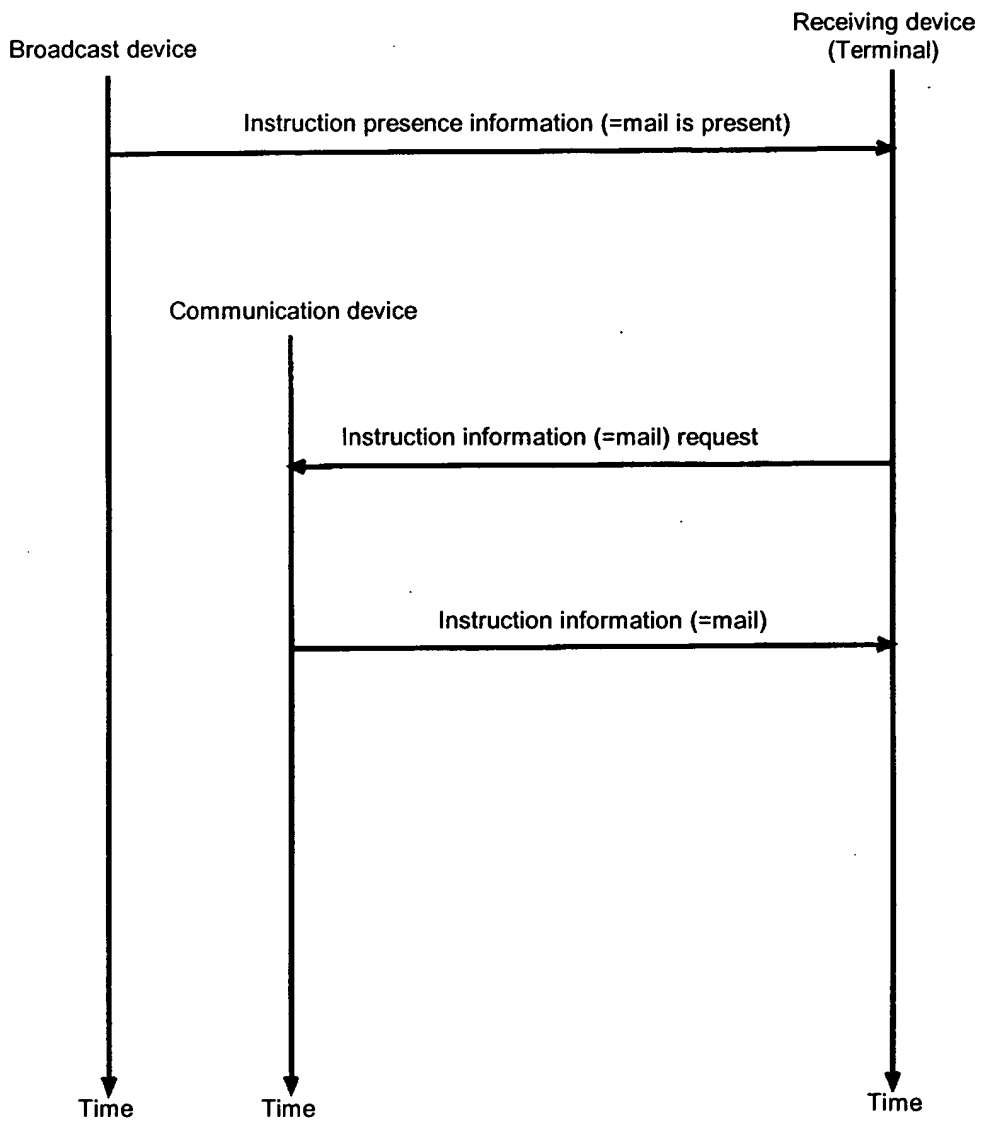 Receiving device
(Terminal)
Broadcast device
Instruction presence information (=mail is present)
Communication device
Instruction information (=mail) request
Instruction information (=mail)
Time
Time
Time